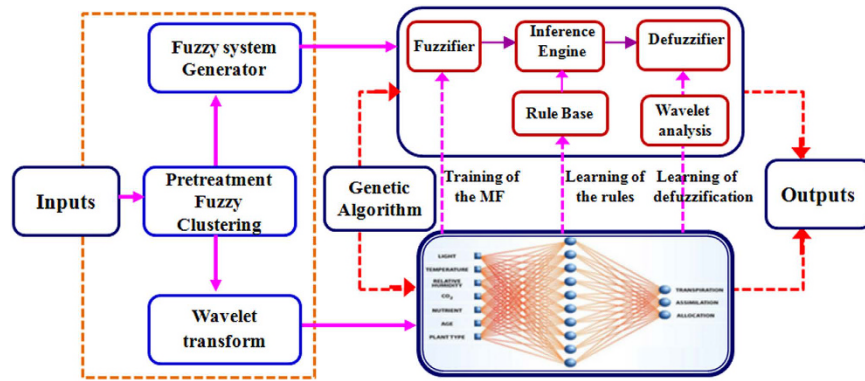 Inputs
Fuzzy system
Generator
Pretreatment
Fuzzy
Clustering
Wavelet
transform
Genetic
Algorithm
Fuzzifier
Inference
Engine
Defuzzifier
Rule Base
Wavelet
analysis
Training of
the MF
Learning of
the rules
Learning of
defuzzification
LIGHT
TEMPERATURE
RELATIVE
HUMIDITY
CO2
NUTRIENT
AGE
PLANT TYPE
TRANSPIRATION
ASSIMILATION
ALLOCATION
Outputs